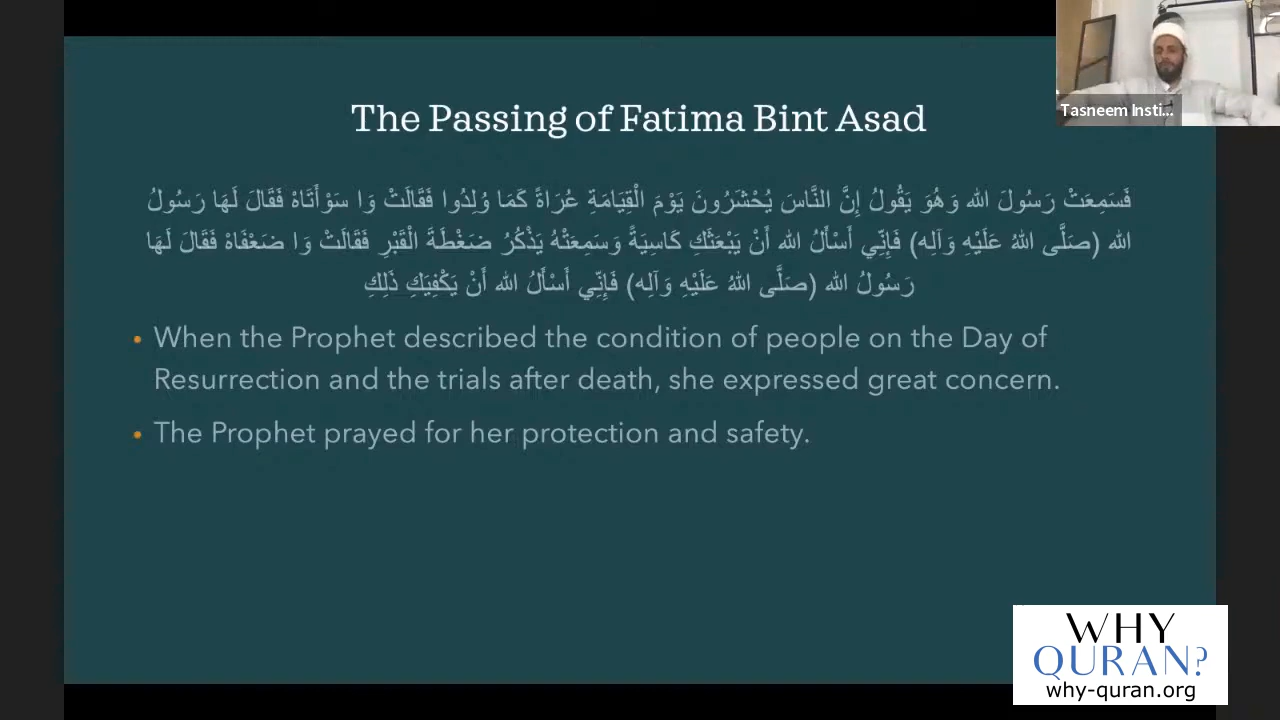 Tasneem Insti...
The Passing of Fatima Bint Asad
فَسَمِعَتْ رَسُولَ الله وَهُوَ يَقُولُ إِنَّ النَّاسَ يُحْشَرُونَ يَوْمَ الْقِيَامَةِ عُرَاةً كَمَا وُلِدُوا فَقَالَتْ وَا سَوْأَتَاهْ فَقَالَ لَهَا رَسُولُ
الله (صَلَّى اللهُ عَلَيْهِ وَآلِه) فَإِنِّي أَسْأَلُ الله أَنْ يَبْعَثَكِ كَاسِيَةً وَسَمِعَتْهُ يَذْكُرُ ضَغْطَةَ الْقَبْرِ فَقَالَتْ وَا ضَعْفَاهْ فَقَالَ لَهَا
رَسُولُ الله (صَلَّى اللهُ عَلَيْهِ وَآلِه) فَإِنِّي أَسْأَلُ الله أَنْ يَكْفِيَكِ ذَلِكِ
• When the Prophet described the condition of people on the Day of
Resurrection and the trials after death, she expressed great concern.
• The Prophet prayed for her protection and safety.
WHY
QURAN?
why-quran.org